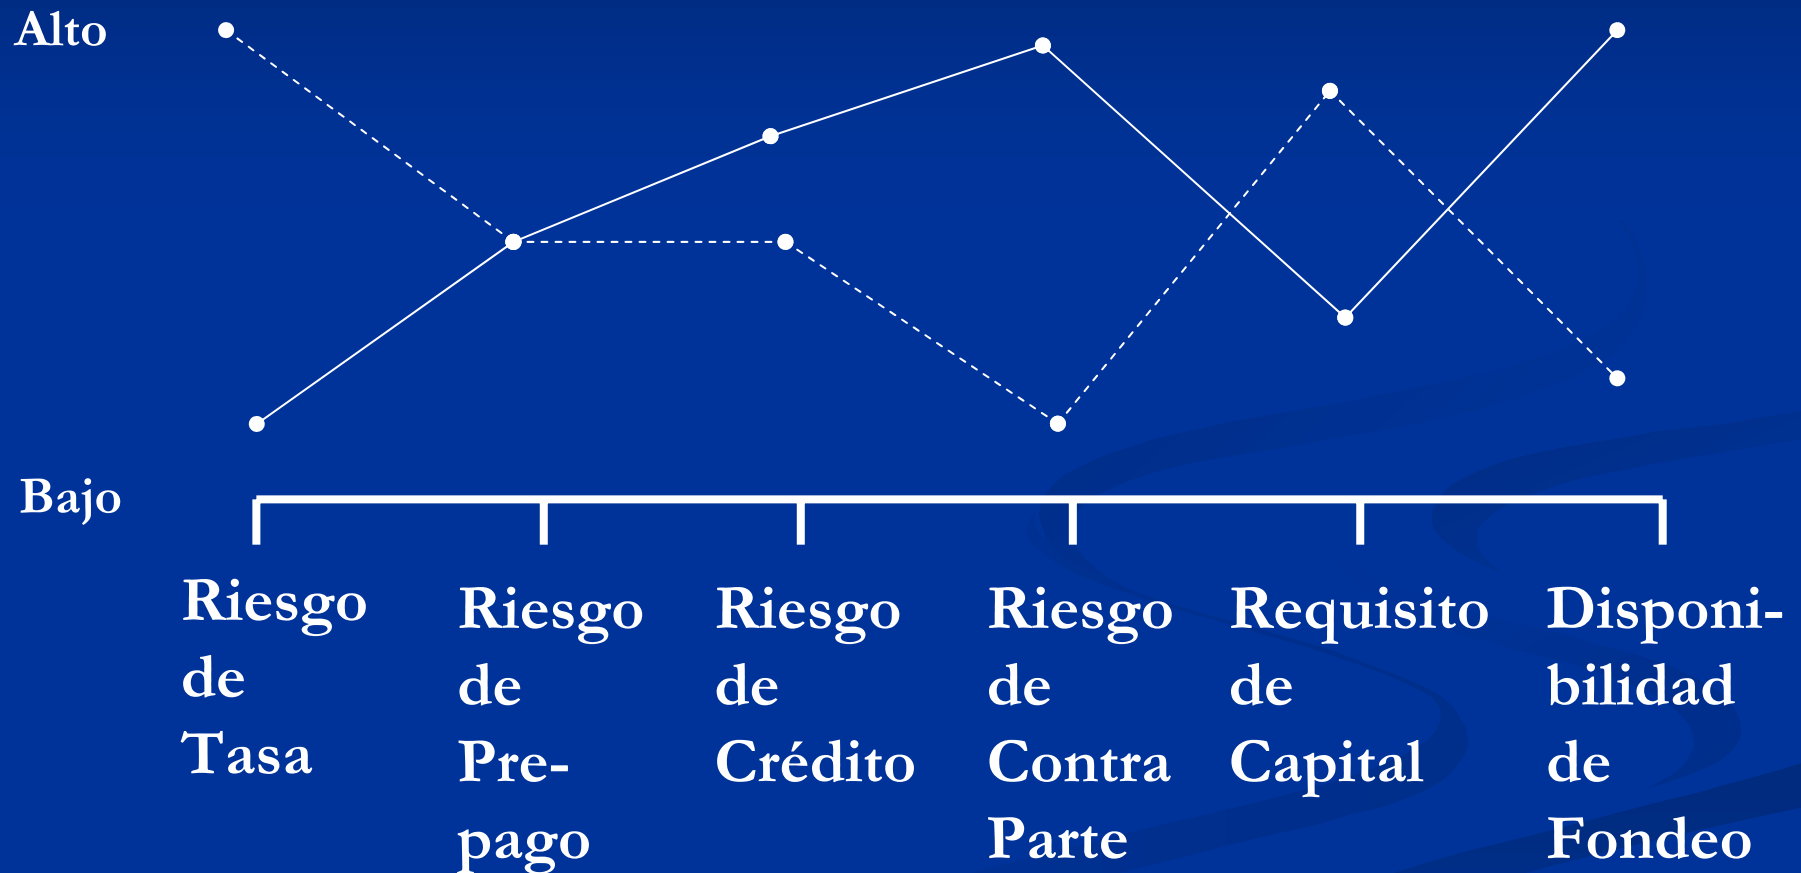 Alto
Bajo
Riesgo
de
Tasa
Riesgo
de
Pre-
pago
Riesgo
de
Crédito
Riesgo
de
Contra
Parte
Requisito
de
Capital
Disponi-
bilidad
de
Fondeo